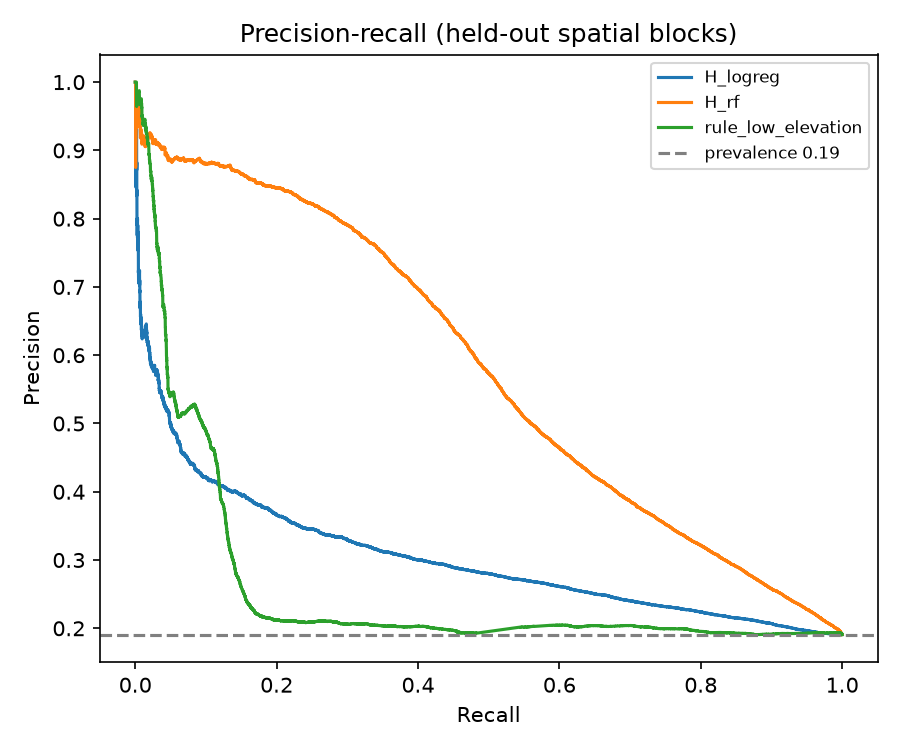 Precision-recall (held-out spatial blocks)
H_logreg
H_rf
rule_low_elevation
prevalence 0.19
1.0
0.9
0.8
0.7
0.6
0.5
0.4
0.3
0.2
Precision
0.0 0.2 0.4 0.6 0.8 1.0
Recall